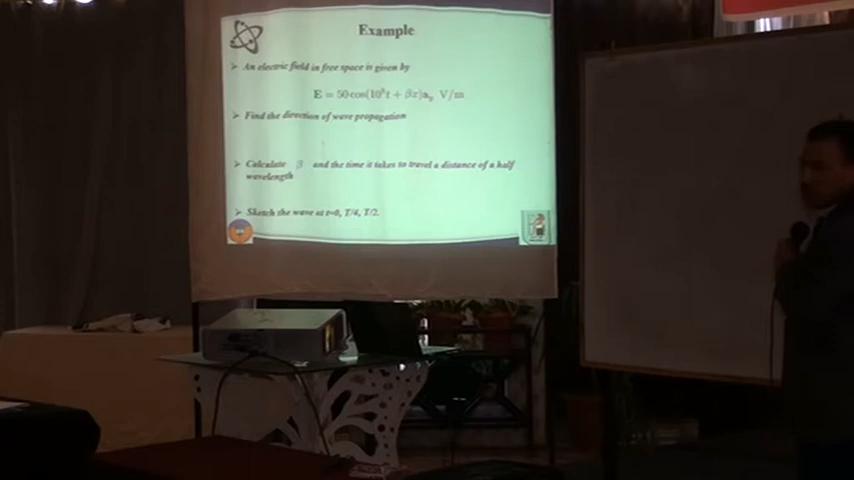 Example
➢ An electric field in free space is given by
E = 50 cos(10⁸t + βx)aᵧ V/m
➢ Find the direction of wave propagation
➢ Calculate β and the time it takes to travel a distance of a half
wavelength
➢ Sketch the wave at t=0, T/4, T/2.